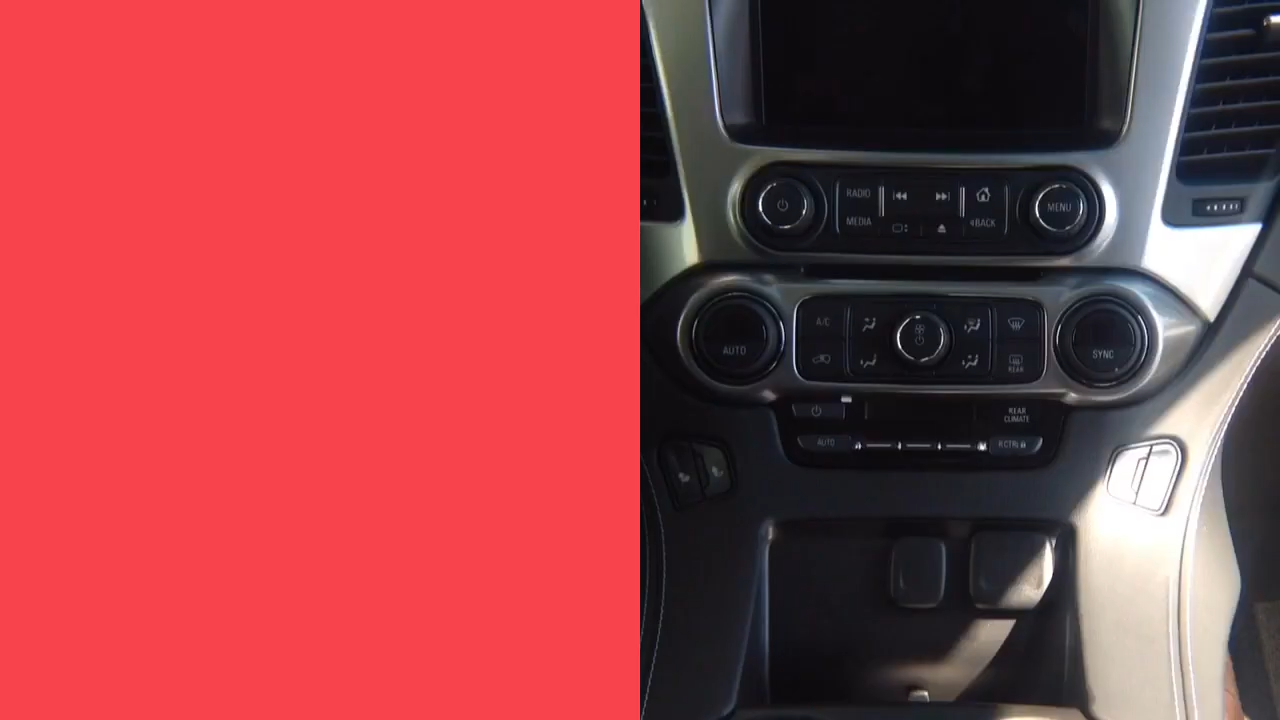 RADIO
MEDIA
BACK
MENU
A/C
AUTO
REAR
SYNC
REAR
CLIMATE
AUTO
R CTRL